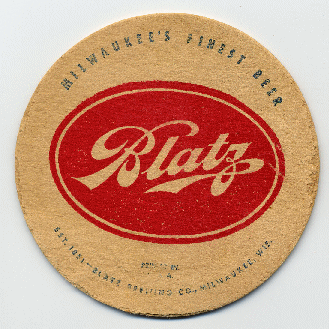 MILWAUKEE'S FINEST BEER
Blatz
EST. 1851 - BLATZ BREWING CO., MILWAUKEE, WIS.